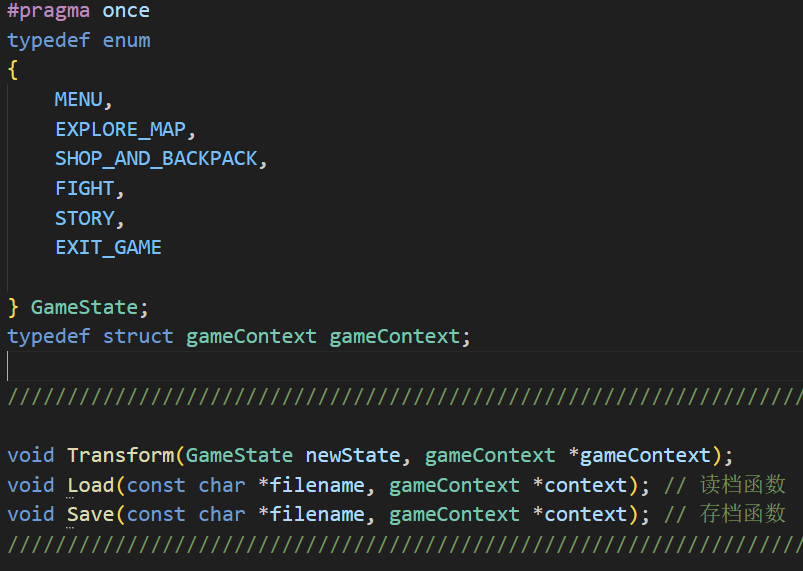 #pragma once
typedef enum
{
    MENU,
    EXPLORE_MAP,
    SHOP_AND_BACKPACK,
    FIGHT,
    STORY,
    EXIT_GAME
} GameState;
typedef struct gameContext gameContext;
//////////////////////////////////////////////////////////////////
void Transform(GameState newState, gameContext *gameContext);
void Load(const char *filename, gameContext *context); // 读档函数
void Save(const char *filename, gameContext *context); // 存档函数
//////////////////////////////////////////////////////////////////